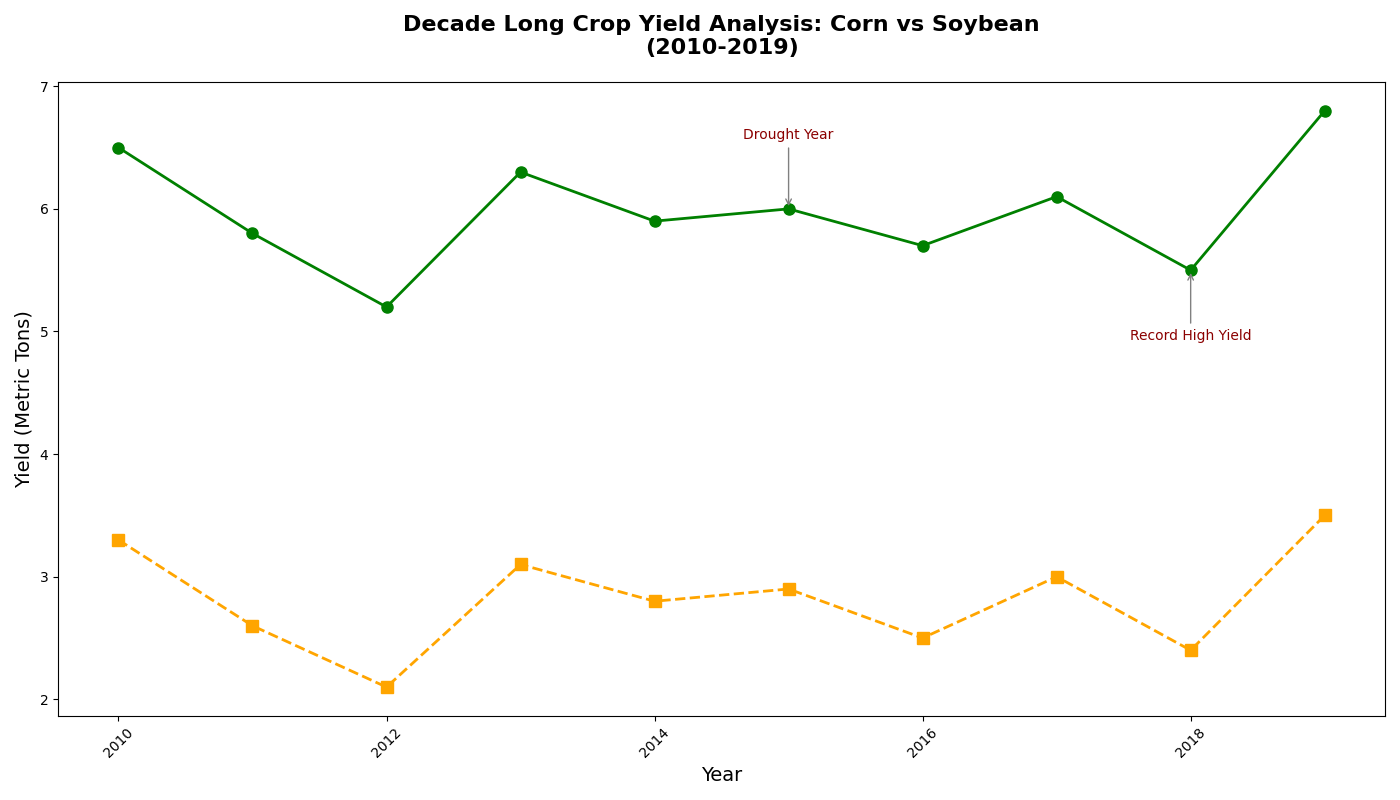 Decade Long Crop Yield Analysis: Corn vs Soybean
(2010-2019)
7
6
5
4
3
2
Yield (Metric Tons)
Drought Year
Record High Yield
2010
2012
2014
2016
2018
Year